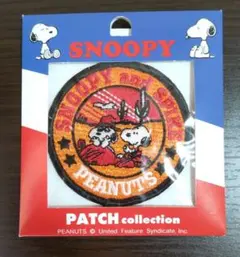 SNOOPY
SNOOPY and SPIKE
PEANUTS
PATCH collection
PEANUTS © United Feature Syndicate, Inc.